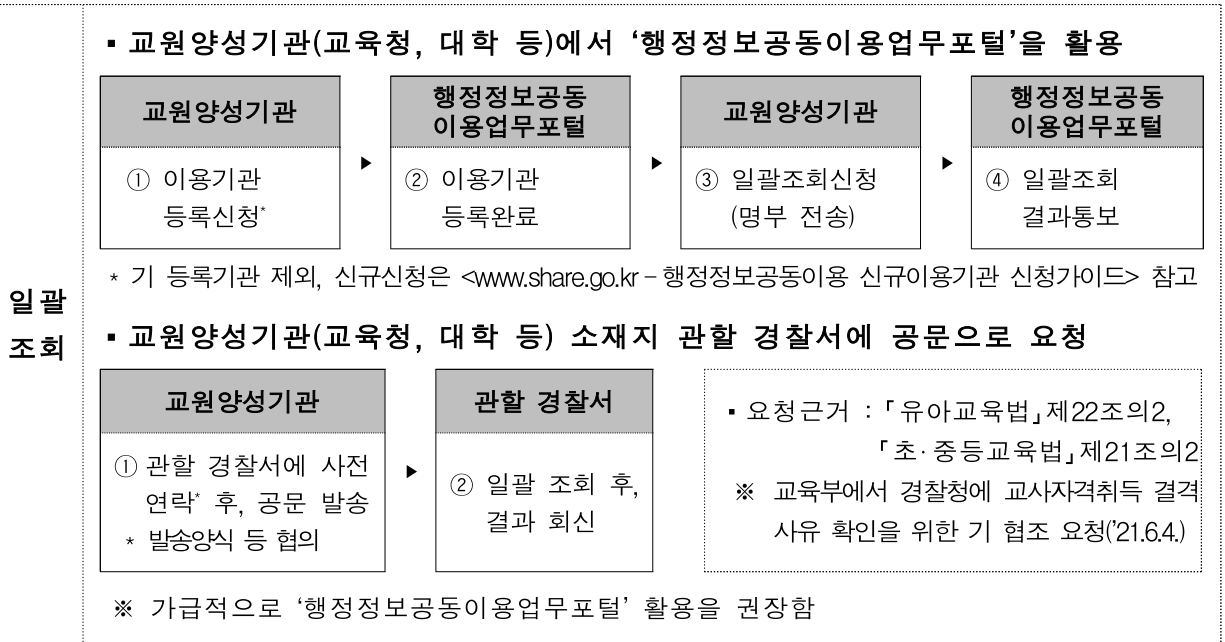 일괄
조회
▪ 교원양성기관(교육청, 대학 등)에서 ‘행정정보공동이용업무포털’을 활용
교원양성기관
① 이용기관
등록신청*
▶
행정정보공동
이용업무포털
② 이용기관
등록완료
▶
교원양성기관
③ 일괄조회신청
(명부 전송)
▶
행정정보공동
이용업무포털
④ 일괄조회
결과통보
* 기 등록기관 제외, 신규신청은 <www.share.go.kr – 행정정보공동이용 신규이용기관 신청가이드> 참고
▪ 교원양성기관(교육청, 대학 등) 소재지 관할 경찰서에 공문으로 요청
교원양성기관
① 관할 경찰서에 사전
연락* 후, 공문 발송
* 발송양식 등 협의
▶
관할 경찰서
② 일괄 조회 후,
결과 회신
▪ 요청근거 : ｢유아교육법｣제22조의2,
｢초·중등교육법｣제21조의2
※ 교육부에서 경찰청에 교사자격취득 결격
사유 확인을 위한 기 협조 요청(’21.6.4.)
※ 가급적으로 ‘행정정보공동이용업무포털’ 활용을 권장함